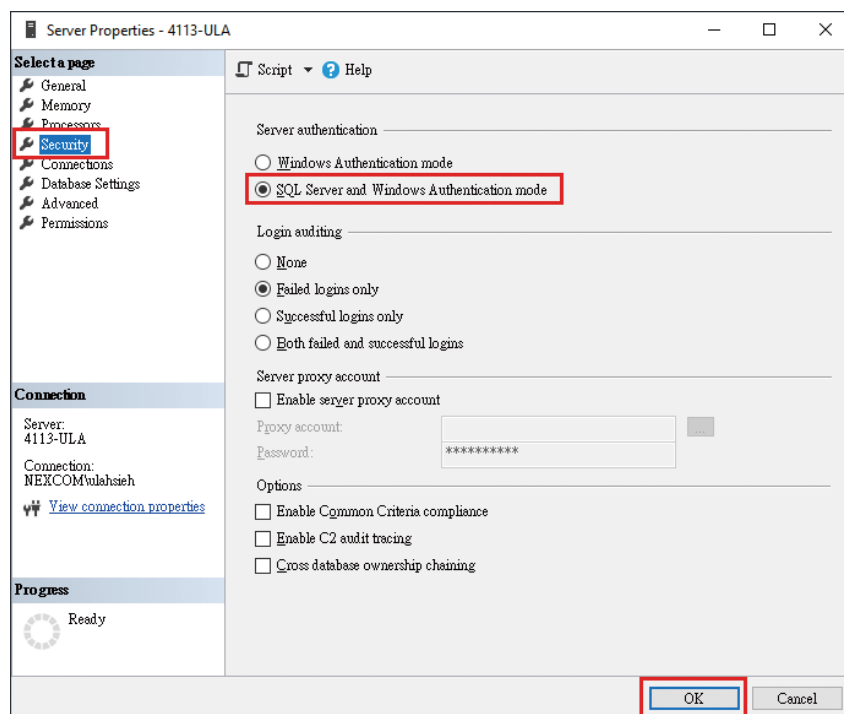 Server Properties - 4113-ULA
Select a page
General
Memory
Processors
Security
Connections
Database Settings
Advanced
Permissions
Connection
Server:
4113-ULA
Connection:
NEXCOM\ulahsieh
View connection properties
Progress
Ready
Script
Help
Server authentication
Windows Authentication mode
SQL Server and Windows Authentication mode
Login auditing
None
Failed logins only
Successful logins only
Both failed and successful logins
Server proxy account
Enable server proxy account
Proxy account:
...
Password:
**********
Options
Enable Common Criteria compliance
Enable C2 audit tracing
Cross database ownership chaining
OK
Cancel